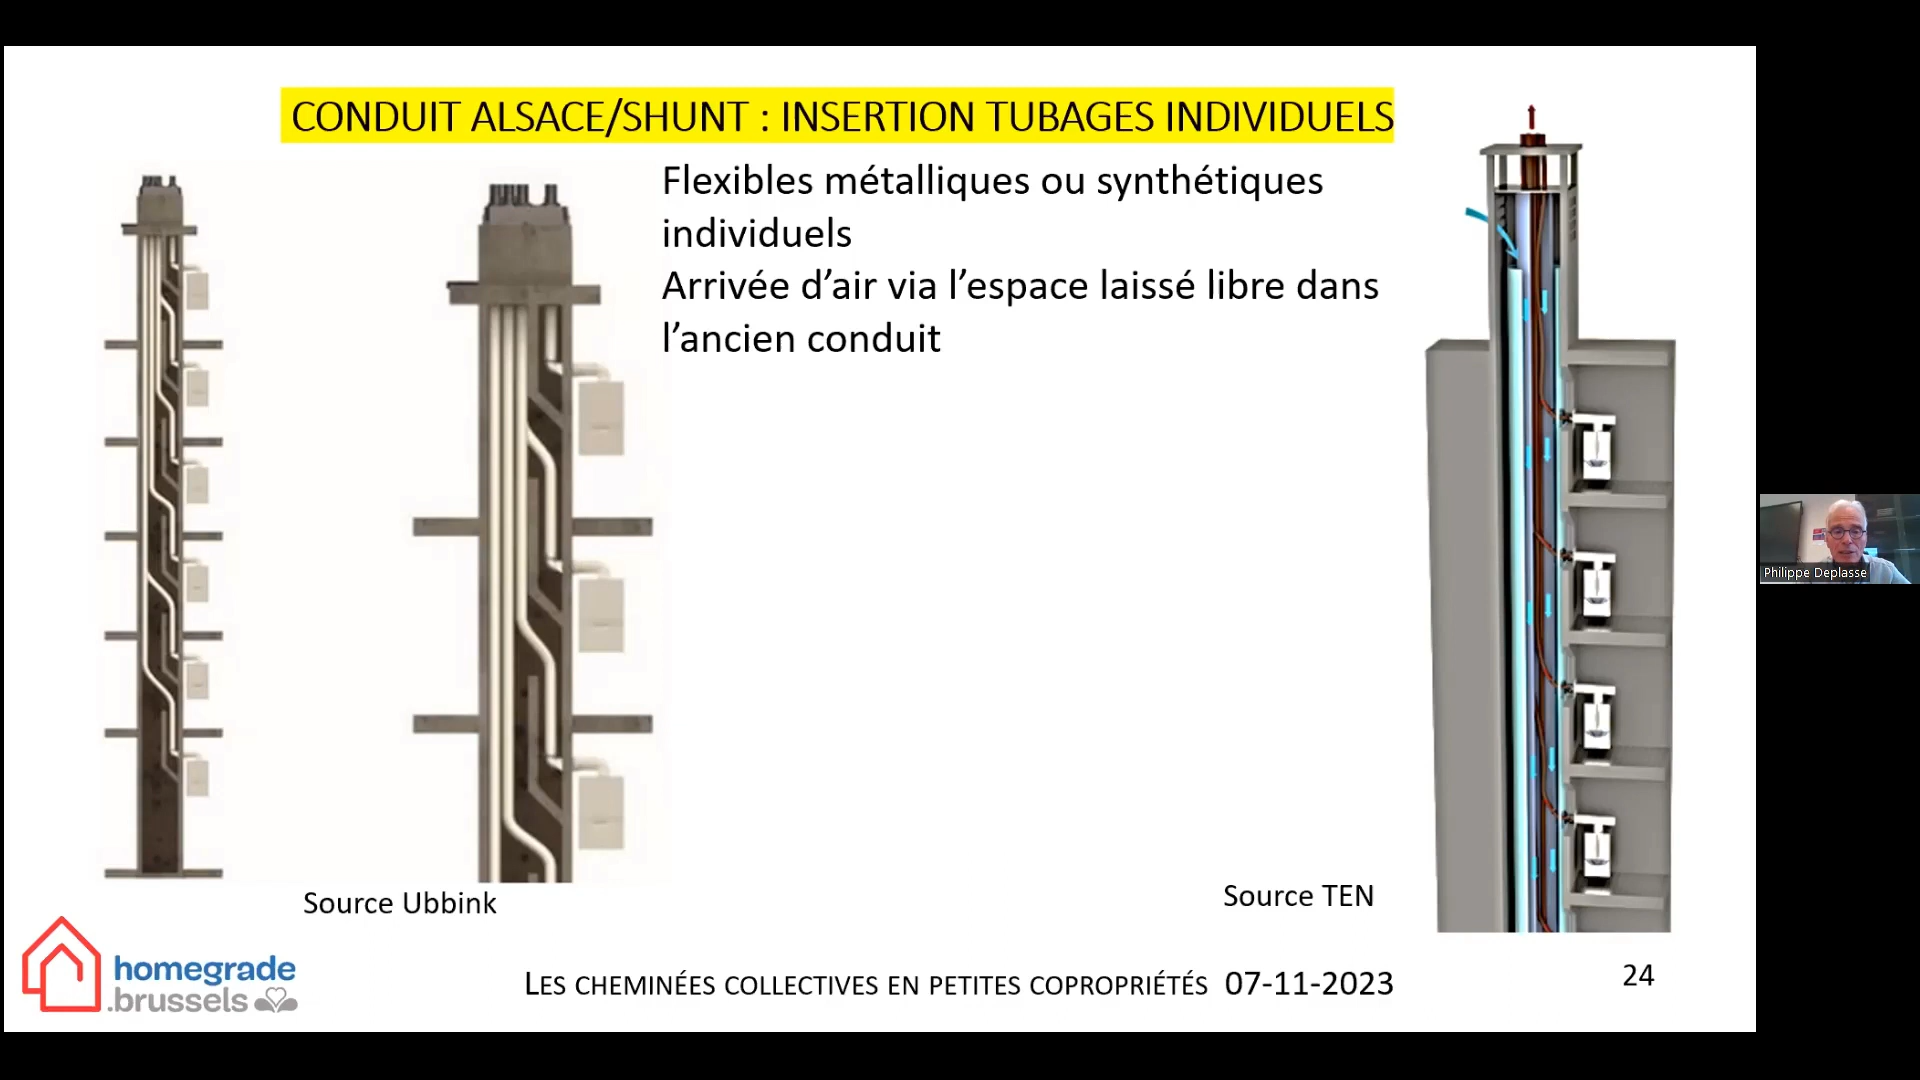 CONDUIT ALSACE/SHUNT : INSERTION TUBAGES INDIVIDUELS
Flexibles métalliques ou synthétiques
individuels
Arrivée d’air via l’espace laissé libre dans
l’ancien conduit
Philippe Deplasse
Source Ubbink
Source TEN
homegrade
.brussels
LES CHEMINÉES COLLECTIVES EN PETITES COPROPRIÉTÉS 07-11-2023
24